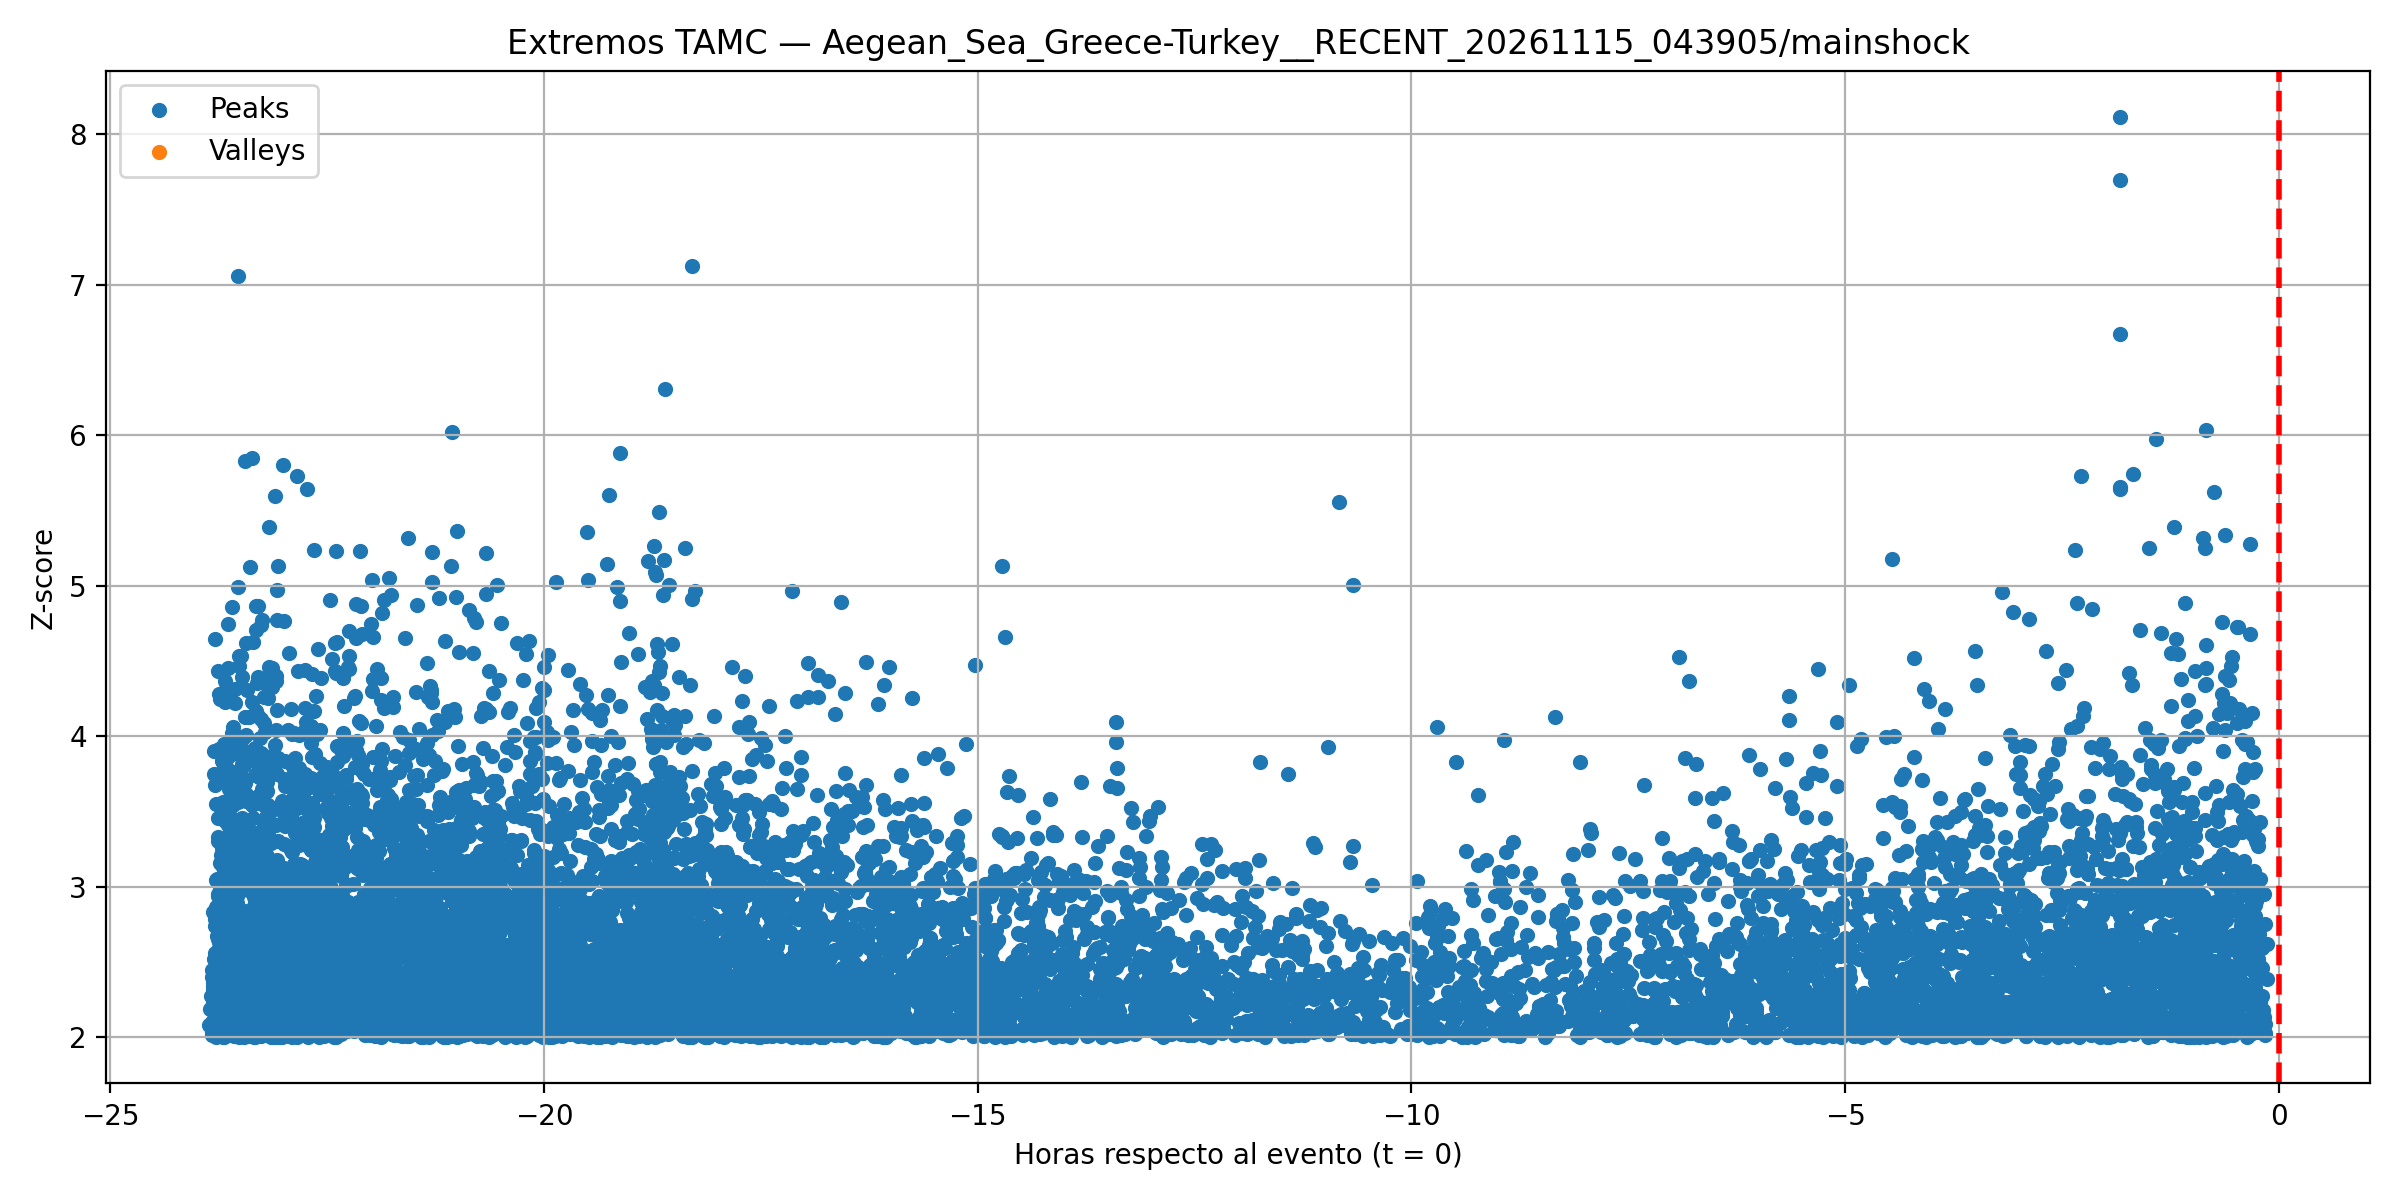 Extremos TAMC — Aegean_Sea_Greece-Turkey__RECENT_20261115_043905/mainshock
Peaks
Valleys
8
7
6
5
4
3
2
Z-score
−25
−20
−15
−10
−5
0
Horas respecto al evento (t = 0)